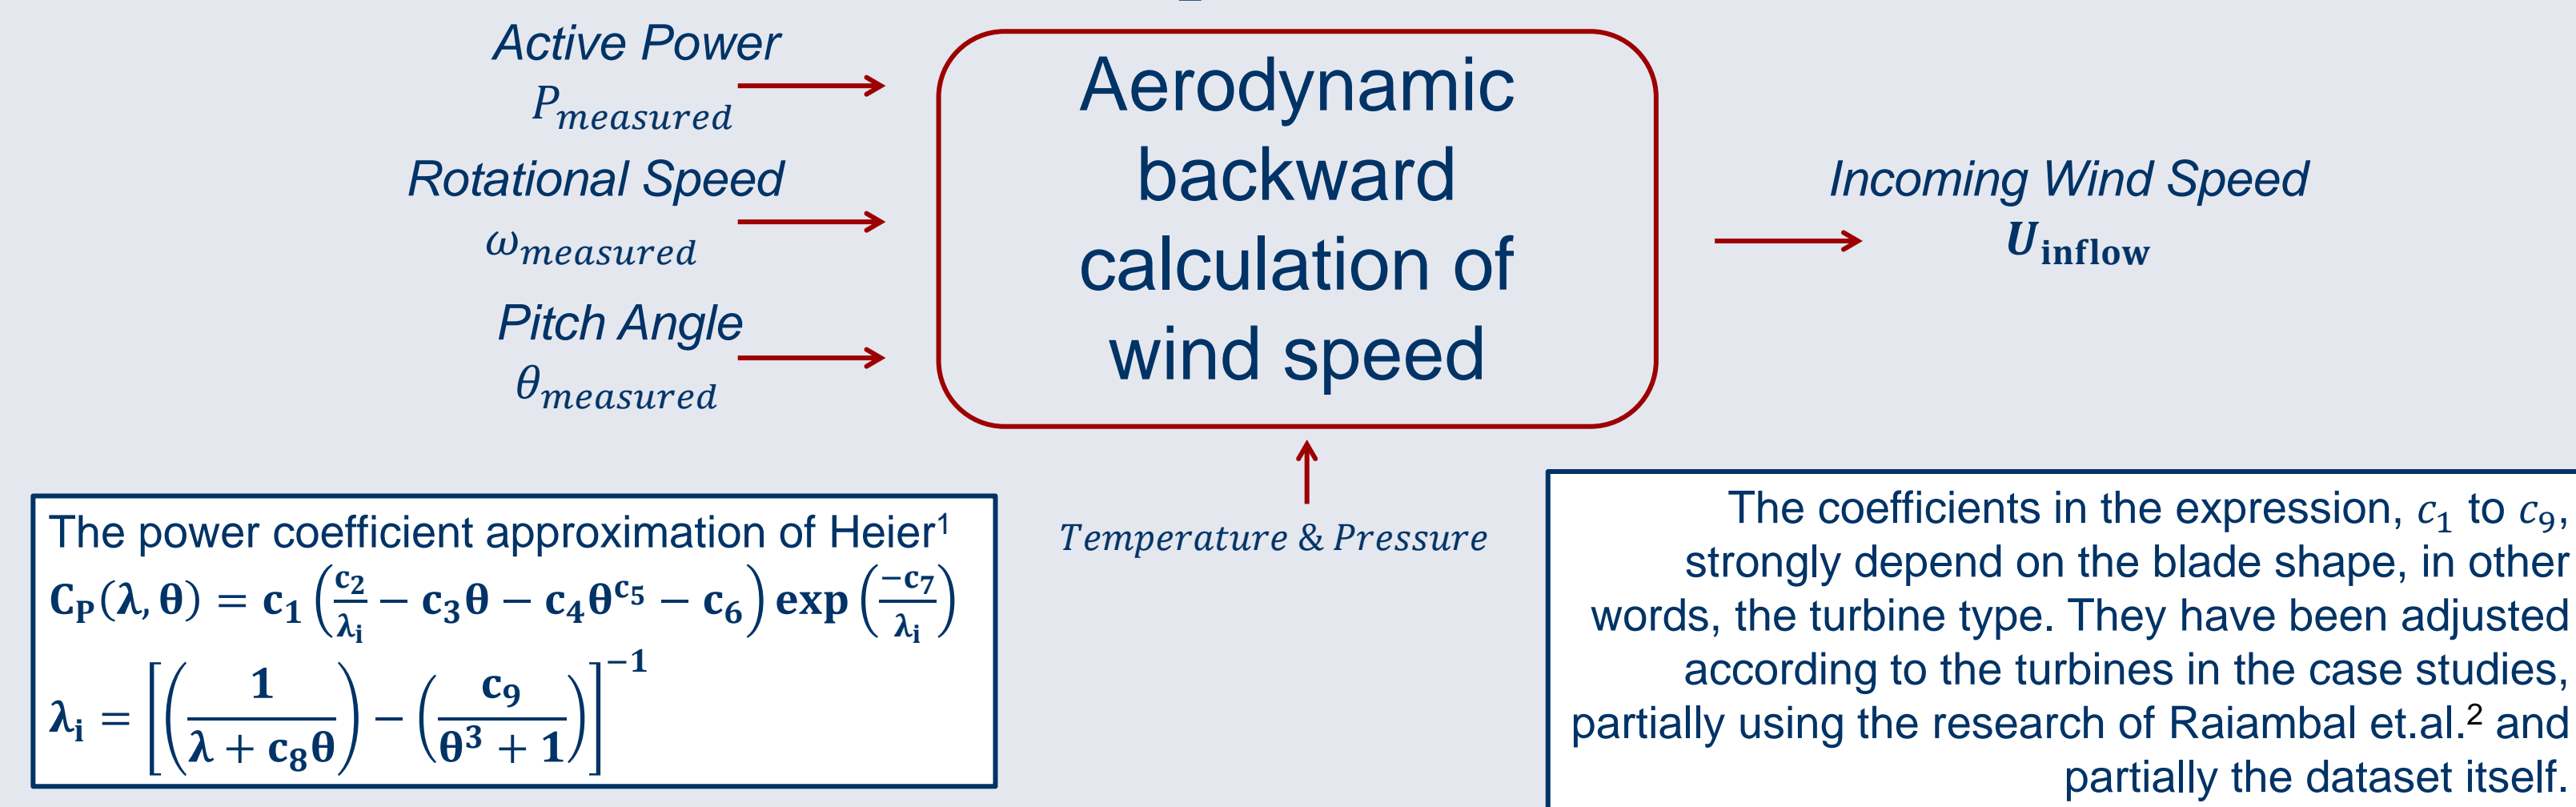 Active Power
P_measured
Rotational Speed
ω_measured
Pitch Angle
θ_measured
Aerodynamic
backward
calculation of
wind speed
Incoming Wind Speed
U_inflow
Temperature & Pressure
The power coefficient approximation of Heier¹
C_P(λ, θ) = c₁ (c₂/λ_i − c₃θ − c₄θ^c₅ − c₆) exp (−c₇/λ_i)
λ_i = [(1/(λ + c₈θ)) − (c₉/(θ³ + 1))]⁻¹
The coefficients in the expression, c₁ to c₉,
strongly depend on the blade shape, in other
words, the turbine type. They have been adjusted
according to the turbines in the case studies,
partially using the research of Raiambal et.al.² and
partially the dataset itself.